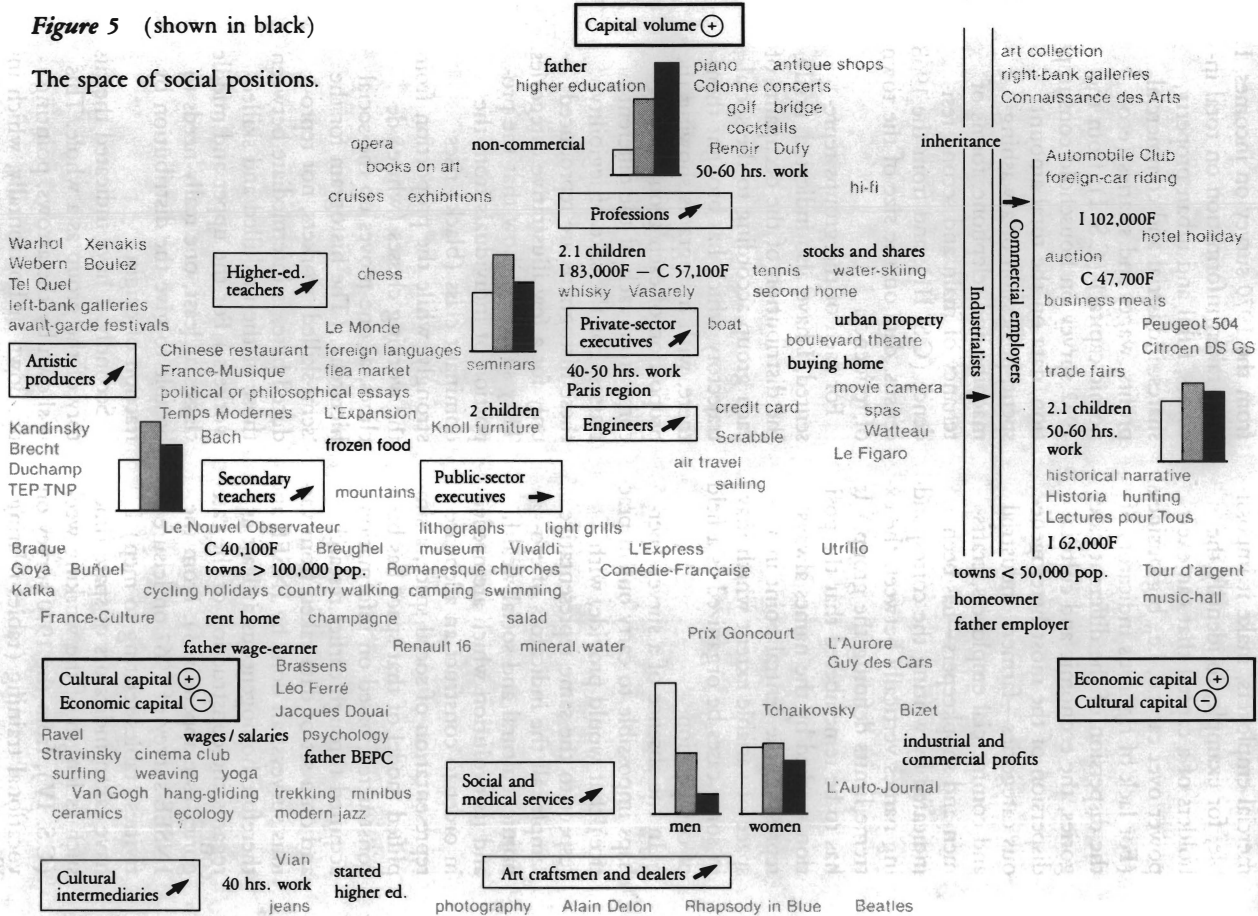 Figure 5 (shown in black)
The space of social positions.
Capital volume +
father
higher education
piano antique shops
Colonne concerts
golf bridge
cocktails
Renoir Dufy
50-60 hrs. work
non-commercial
opera
books on art
cruises exhibitions
hi-fi
Professions
art collection
right-bank galleries
Connaissance des Arts
inheritance
Automobile Club
foreign-car riding
I 102,000F
hotel holiday
auction
C 47,700F
business meals
Peugeot 504
Citroen DS GS
trade fairs
2.1 children
50-60 hrs.
work
historical narrative
Historia hunting
Lectures pour Tous
I 62,000F
Industrialists
Commercial employers
Warhol Xenakis
Webern Boulez
Tel Quel
left-bank galleries
avant-garde festivals
Higher-ed.
teachers
chess
2.1 children
I 83,000F – C 57,100F
whisky Vasarely
stocks and shares
tennis water-skiing
second home
Artistic
producers
Chinese restaurant
France-Musique
political or philosophical essays
Temps Modernes
Le Monde
foreign languages
flea market
L'Expansion
seminars
Private-sector
executives
boat
urban property
boulevard theatre
buying home
40-50 hrs. work
Paris region
movie camera
spas
Watteau
Le Figaro
credit card
Scrabble
air travel
sailing
Engineers
2 children
Knoll furniture
Kandinsky
Brecht
Duchamp
TEP TNP
Bach
frozen food
Secondary
teachers
mountains
Public-sector
executives
Le Nouvel Observateur
lithographs light grills
Braque
Goya Buñuel
Kafka
C 40,100F
towns > 100,000 pop.
Breughel museum Vivaldi
Romanesque churches
cycling holidays country walking camping swimming
L'Express
Comédie-Française
Utrillo
towns < 50,000 pop.
homeowner
father employer
Tour d'argent
music-hall
France-Culture
rent home
champagne
salad
father wage-earner
Renault 16 mineral water
Prix Goncourt
L'Aurore
Guy des Cars
Cultural capital +
Economic capital −
Brassens
Léo Ferré
Jacques Douai
psychology
Economic capital +
Cultural capital −
Tchaikovsky Bizet
industrial and
commercial profits
L'Auto-Journal
Ravel
Stravinsky cinema club
surfing weaving yoga
Van Gogh hang-gliding trekking minibus
ceramics ecology modern jazz
wages / salaries
father BEPC
Social and
medical services
men women
Vian
Cultural
intermediaries
40 hrs. work
jeans
started
higher ed.
Art craftsmen and dealers
photography Alain Delon Rhapsody in Blue Beatles